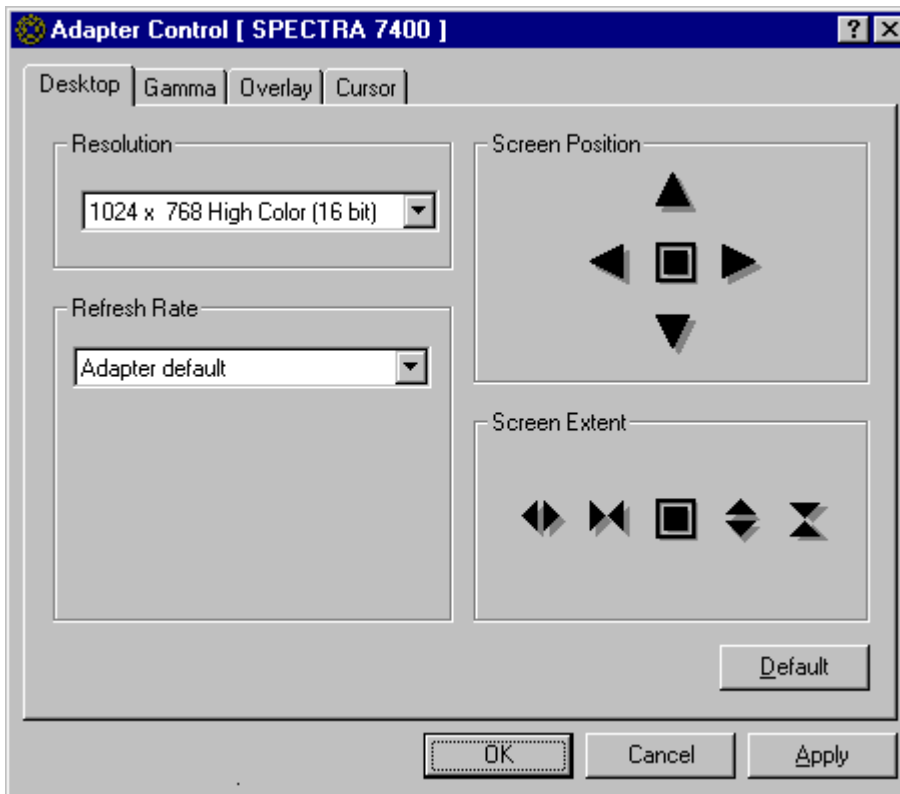 Adapter Control [ SPECTRA 7400 ]
Desktop Gamma Overlay Cursor
Resolution
1024 x  768 High Color (16 bit)
Refresh Rate
Adapter default
Screen Position
Screen Extent
Default
OK Cancel Apply